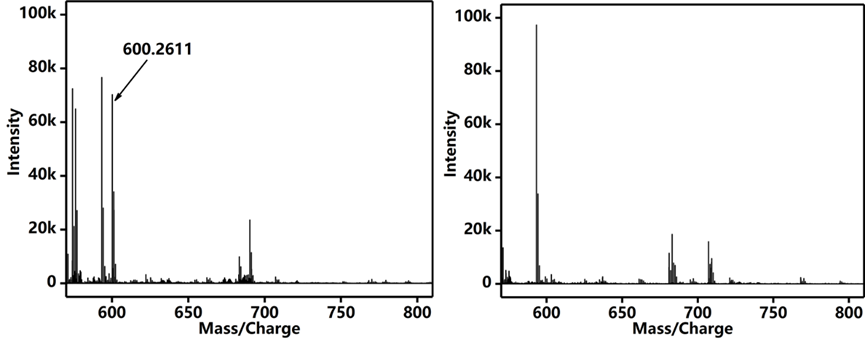 100k
80k
60k
40k
20k
0
Intensity
600.2611
600
650
700
750
800
Mass/Charge
100k
80k
60k
40k
20k
0
Intensity
600
650
700
750
800
Mass/Charge